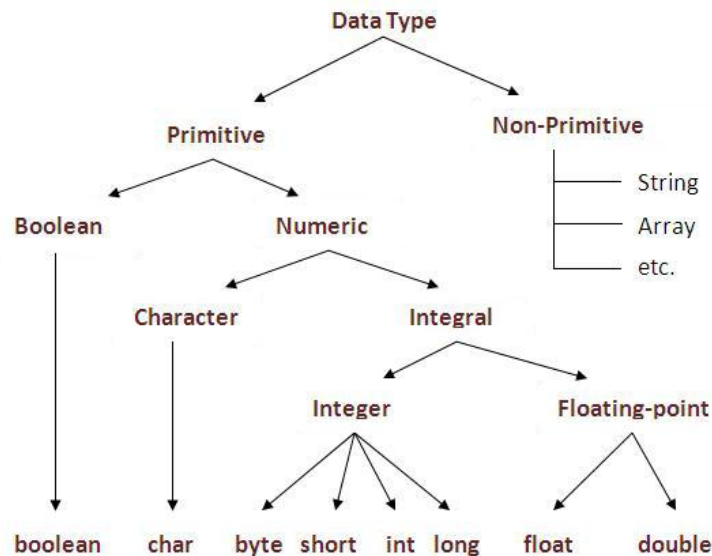 Data Type
Primitive
Non-Primitive
String
Array
etc.
Boolean
Numeric
Character
Integral
Integer
Floating-point
boolean
char
byte
short
int
long
float
double